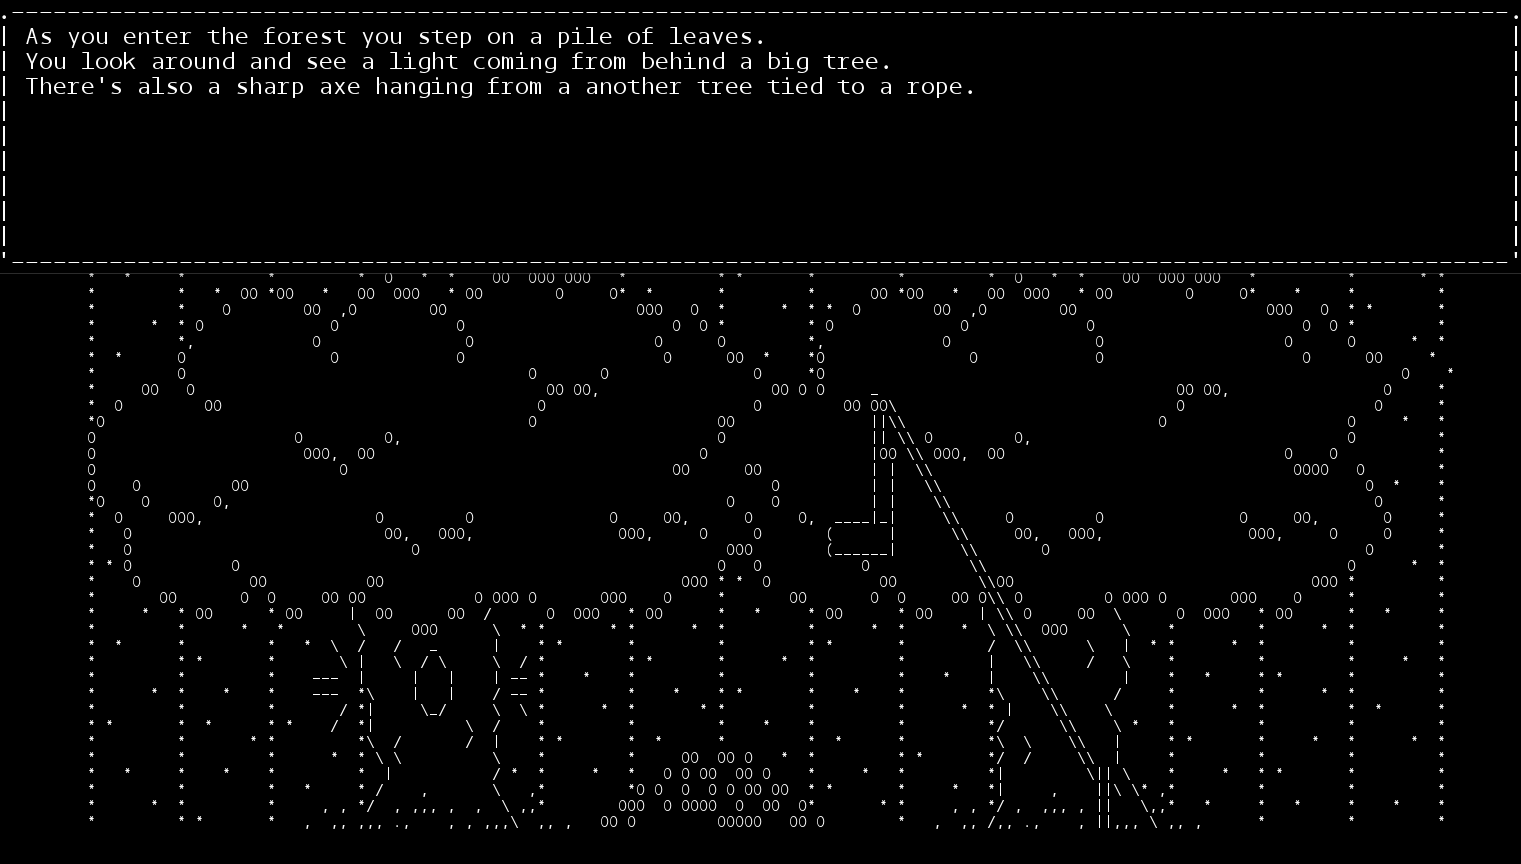 As you enter the forest you step on a pile of leaves.
You look around and see a light coming from behind a big tree.
There's also a sharp axe hanging from a another tree tied to a rope.